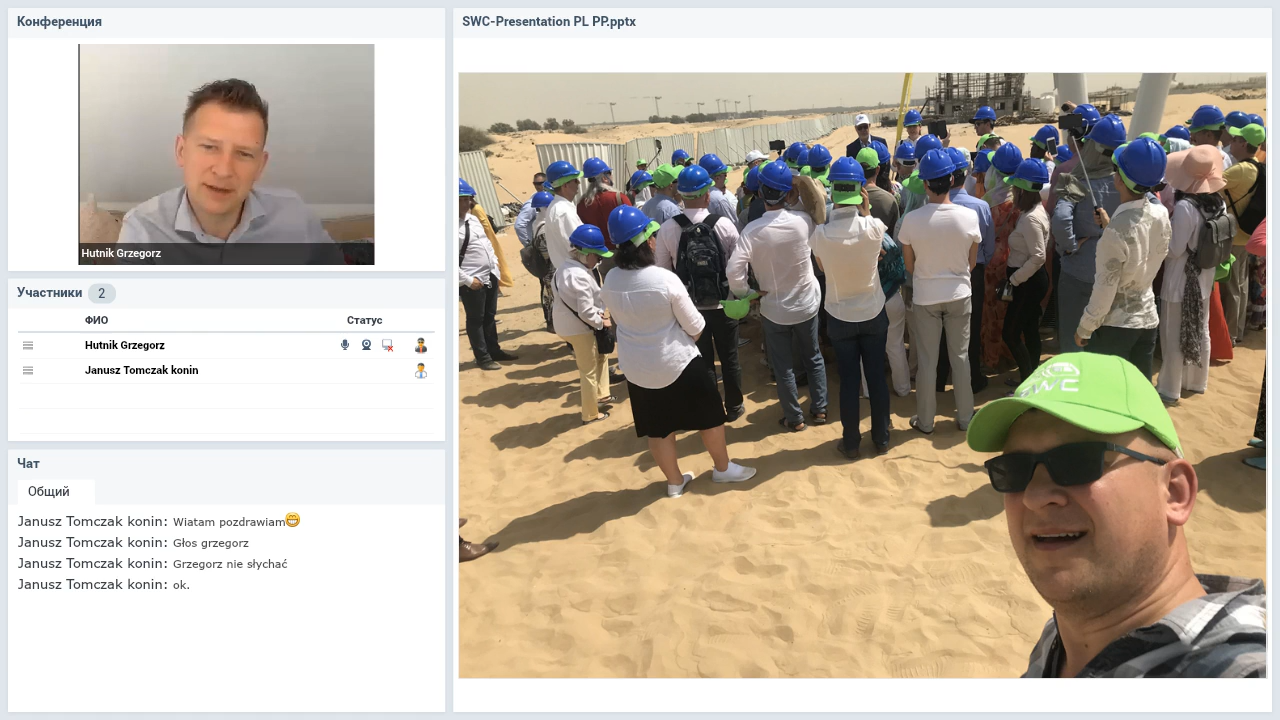 Конференция
Hutnik Grzegorz
Участники 2
ФИО Статус
Hutnik Grzegorz
Janusz Tomczak konin
Чат
Общий
Janusz Tomczak konin: Wiatam pozdrawiam
Janusz Tomczak konin: Głos grzegorz
Janusz Tomczak konin: Grzegorz nie słychać
Janusz Tomczak konin: ok.
SWC-Presentation PL PP.pptx
SWC